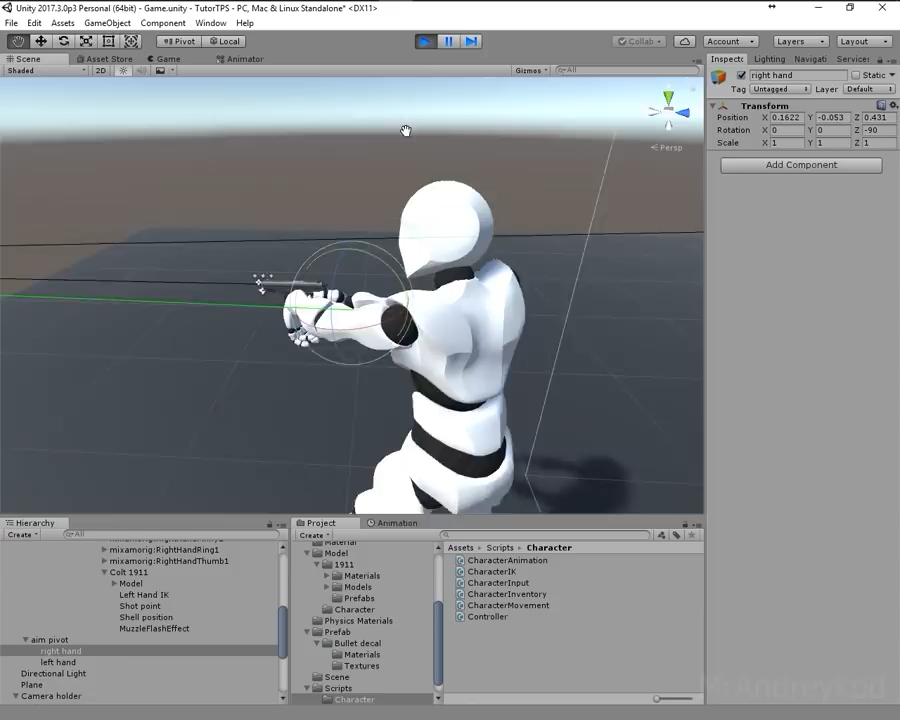 Unity 2017.3.0p3 Personal (64bit) - Game.unity - TutorTPS - PC, Mac & Linux Standalone* <DX11>
File Edit Assets GameObject Component Window Help
Pivot Local Collab Account Layers Layout
Scene Asset Store Game Animator
Shaded 2D Gizmos All
Persp
Inspect Lighting Navigati Services
right hand Static
Tag Untagged Layer Default
Transform
Position X 0.1622 Y -0.053 Z 0.431
Rotation X 0 Y 0 Z -90
Scale X 1 Y 1 Z 1
Add Component
Hierarchy
Create All
mixamorig:RightHandRing1
mixamorig:RightHandThumb1
Colt 1911
Model
Left Hand IK
Shot point
Shell position
MuzzleFlashEffect
aim pivot
right hand
left hand
Directional Light
Plane
Camera holder
Project Animation
Create
Material
Model
1911
Materials
Models
Prefabs
Character
Physics Materials
Prefab
Bullet decal
Materials
Textures
Scene
Scripts
Character
Assets Scripts Character
CharacterAnimation
CharacterIK
CharacterInput
CharacterInventory
CharacterMovement
Controller